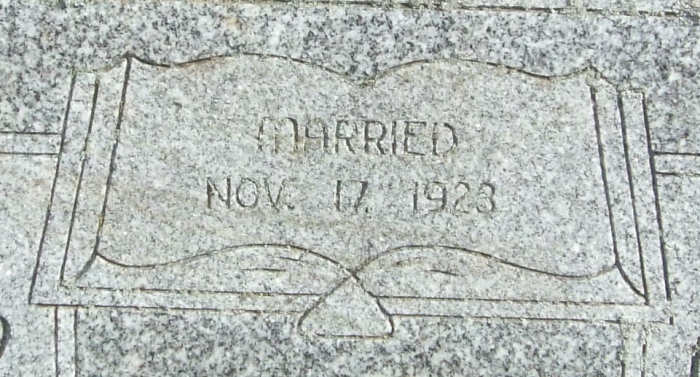 MARRIED
NOV. 17, 1923